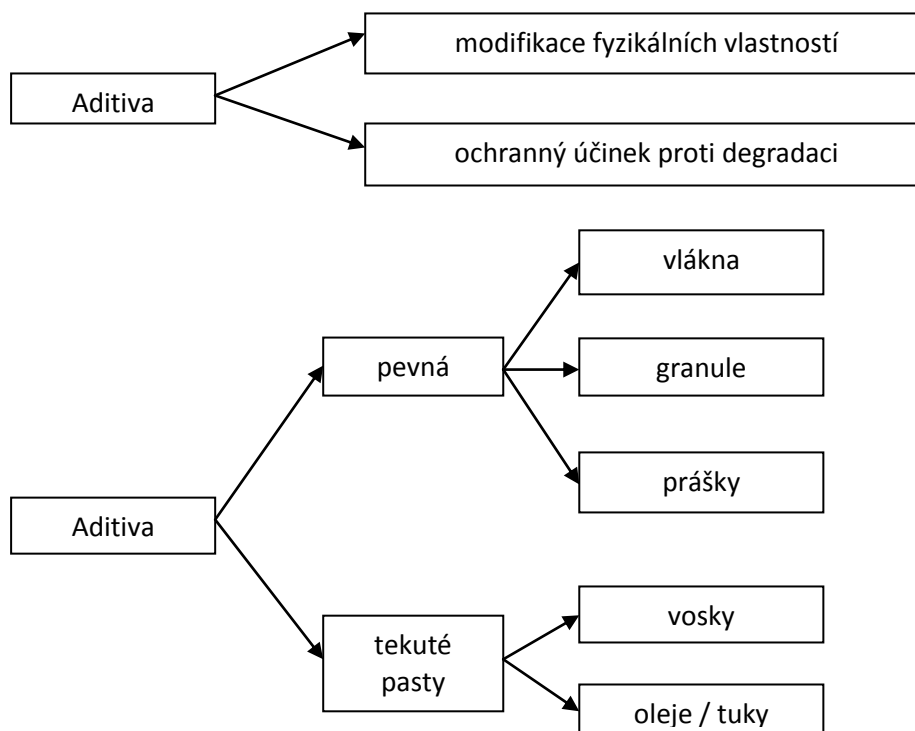 modifikace fyzikálních vlastností
Aditiva
ochranný účinek proti degradaci
vlákna
pevná
granule
prášky
Aditiva
tekuté
pasty
vosky
oleje / tuky